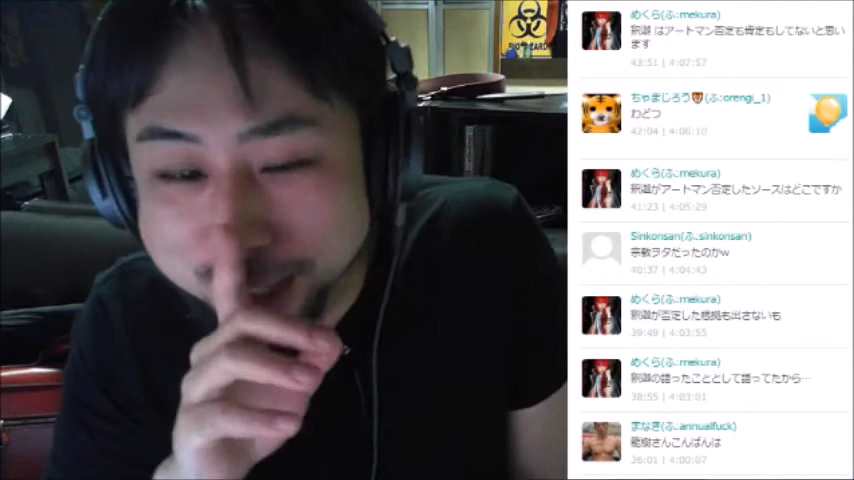 BIOHAZARD
めくら(ふ::mekura)
釈迦 はアートマン否定も肯定もしてないと思い
ます
43:51 | 4:07:57
ちゃまじろう🐯(ふ::orengi_1)
わどつ
42:04 | 4:06:10
めくら(ふ::mekura)
釈迦がアートマン否定したソースはどこですか
41:23 | 4:05:29
Sinkonsan(ふ::sinkonsan)
宗教ヲタだったのかw
40:37 | 4:04:43
めくら(ふ::mekura)
釈迦が否定した根拠も出さないも
39:49 | 4:03:55
めくら(ふ::mekura)
釈迦の語ったこととして語ってたから…
38:55 | 4:03:01
まなき(ふ::annualfuck)
龍樹さんこんばんは
36:01 | 4:00:07